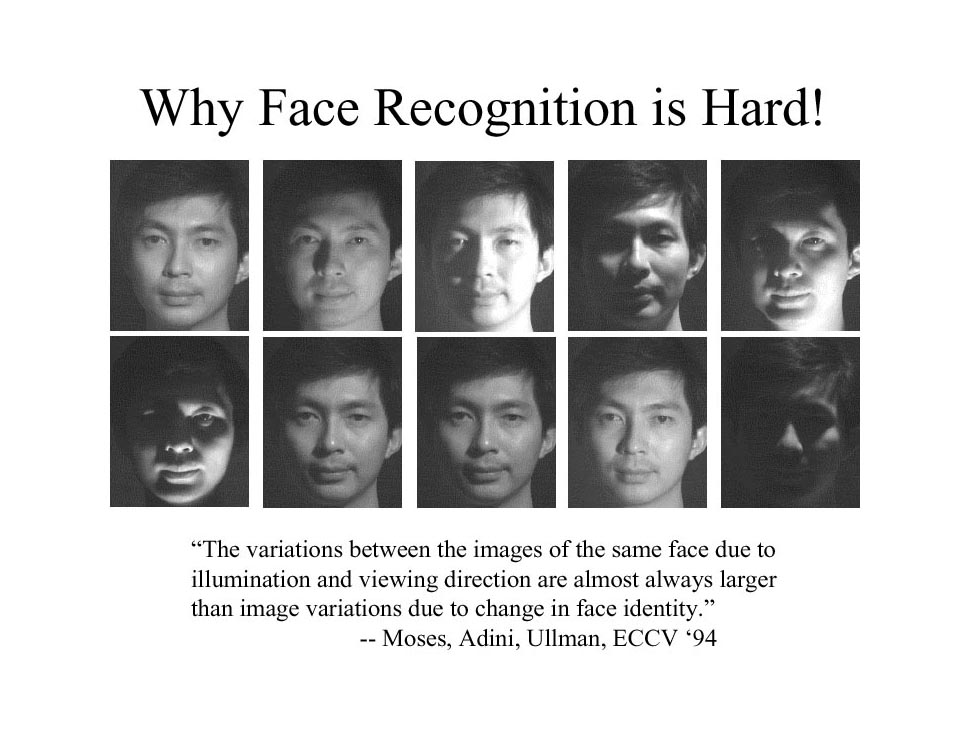 Why Face Recognition is Hard!
“The variations between the images of the same face due to
illumination and viewing direction are almost always larger
than image variations due to change in face identity.”
-- Moses, Adini, Ullman, ECCV ‘94